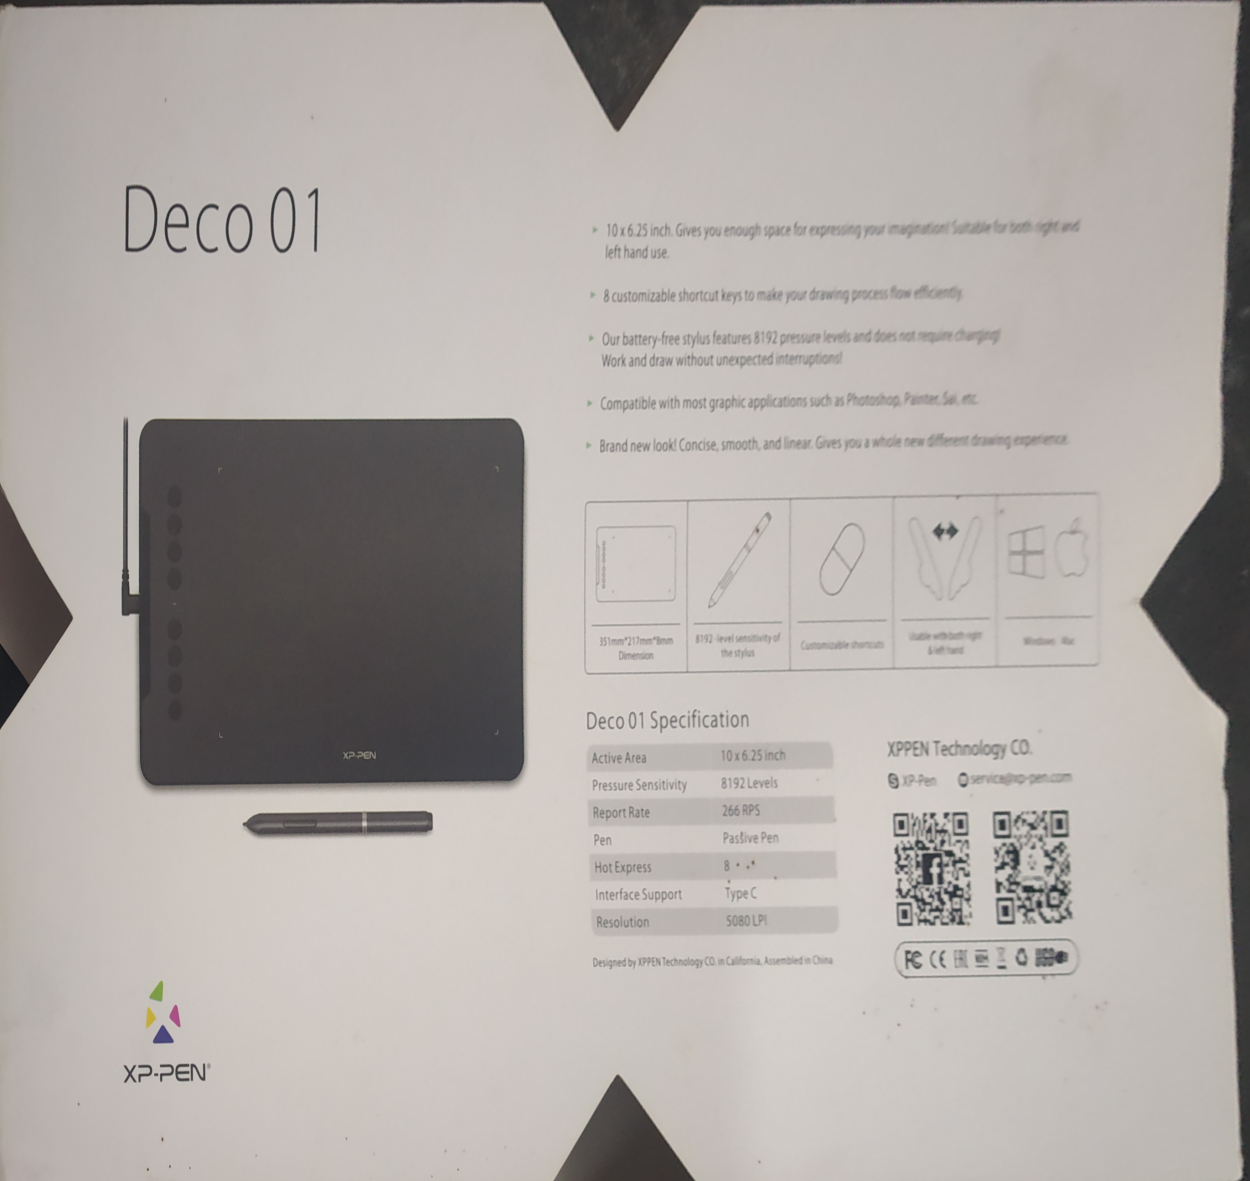 Deco 01
10 x 6.25 inch. Gives you enough space for expressing your imagination! Suitable for both right and
left hand use.
8 customizable shortcut keys to make your drawing process flow efficiently.
Our battery-free stylus features 8192 pressure levels and does not require charging!
Work and draw without unexpected interruptions!
Compatible with most graphic applications such as Photoshop, Painter, Sai, etc.
Brand new look! Concise, smooth, and linear. Gives you a whole new different drawing experience.
XP-PEN
351mm*217mm*8mm
Dimension
8192 -level sensitivity of
the stylus
Customizable shortcuts
Usable with both right
& left hand
Windows Mac
Deco 01 Specification
Active Area 10 x 6.25 inch
Pressure Sensitivity 8192 Levels
Report Rate 266 RPS
Pen Passive Pen
Hot Express 8
Interface Support Type C
Resolution 5080 LPI
Designed by XPPEN Technology CO. in California, Assembled in China
XPPEN Technology CO.
XP-Pen service@xp-pen.com
FC CE EAC
XP-PEN®